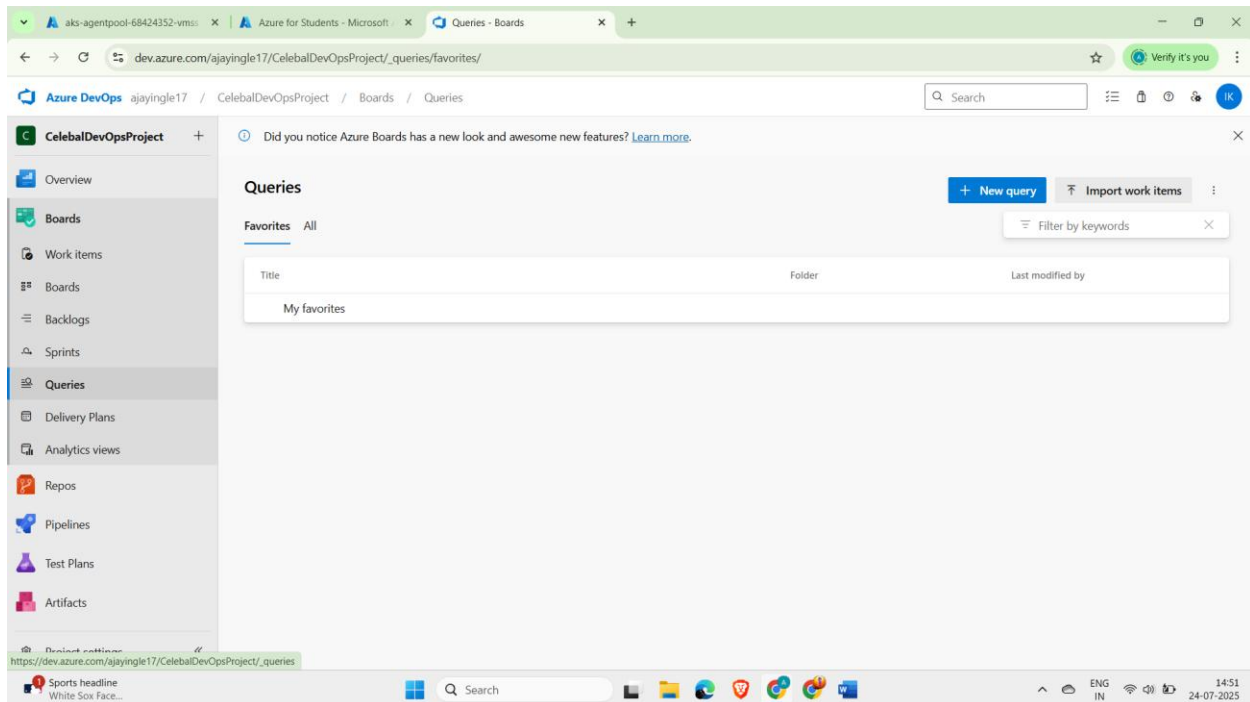 aks-agentpool-68424352-vmss
Azure for Students - Microsoft
Queries - Boards
dev.azure.com/ajayingle17/CelebalDevOpsProject/_queries/favorites/
Verify it's you
Azure DevOps ajayingle17 / CelebalDevOpsProject / Boards / Queries
Search
IK
C CelebalDevOpsProject +
Did you notice Azure Boards has a new look and awesome new features? Learn more.
Overview
Boards
Work items
Boards
Backlogs
Sprints
Queries
Delivery Plans
Analytics views
Repos
Pipelines
Test Plans
Artifacts
Project settings
Queries
+ New query
Import work items
Favorites All
Filter by keywords
Title Folder Last modified by
My favorites
https://dev.azure.com/ajayingle17/CelebalDevOpsProject/_queries
1
Sports headline
White Sox Face...
Search
ENG
IN
14:51
24-07-2025